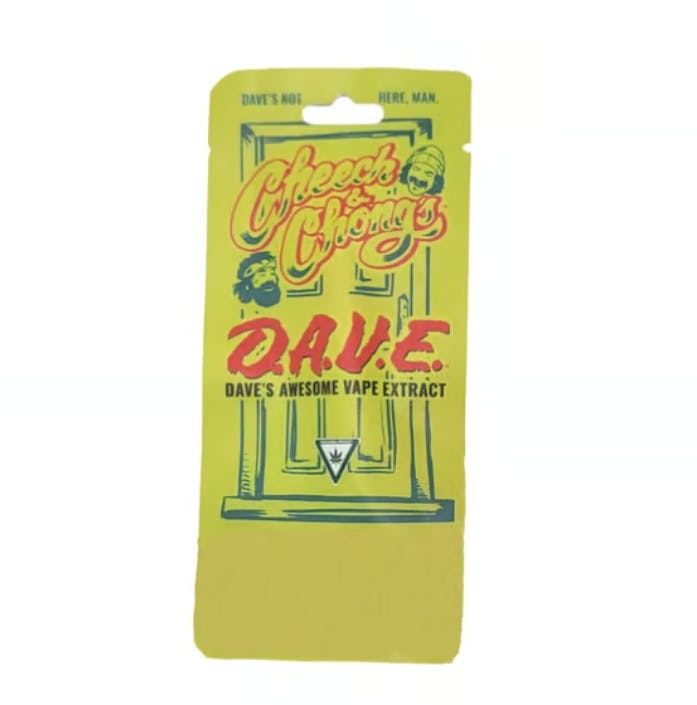 DAVE'S NOT HERE, MAN.
Cheech
&
Chong's
D.A.V.E.
DAVE'S AWESOME VAPE EXTRACT